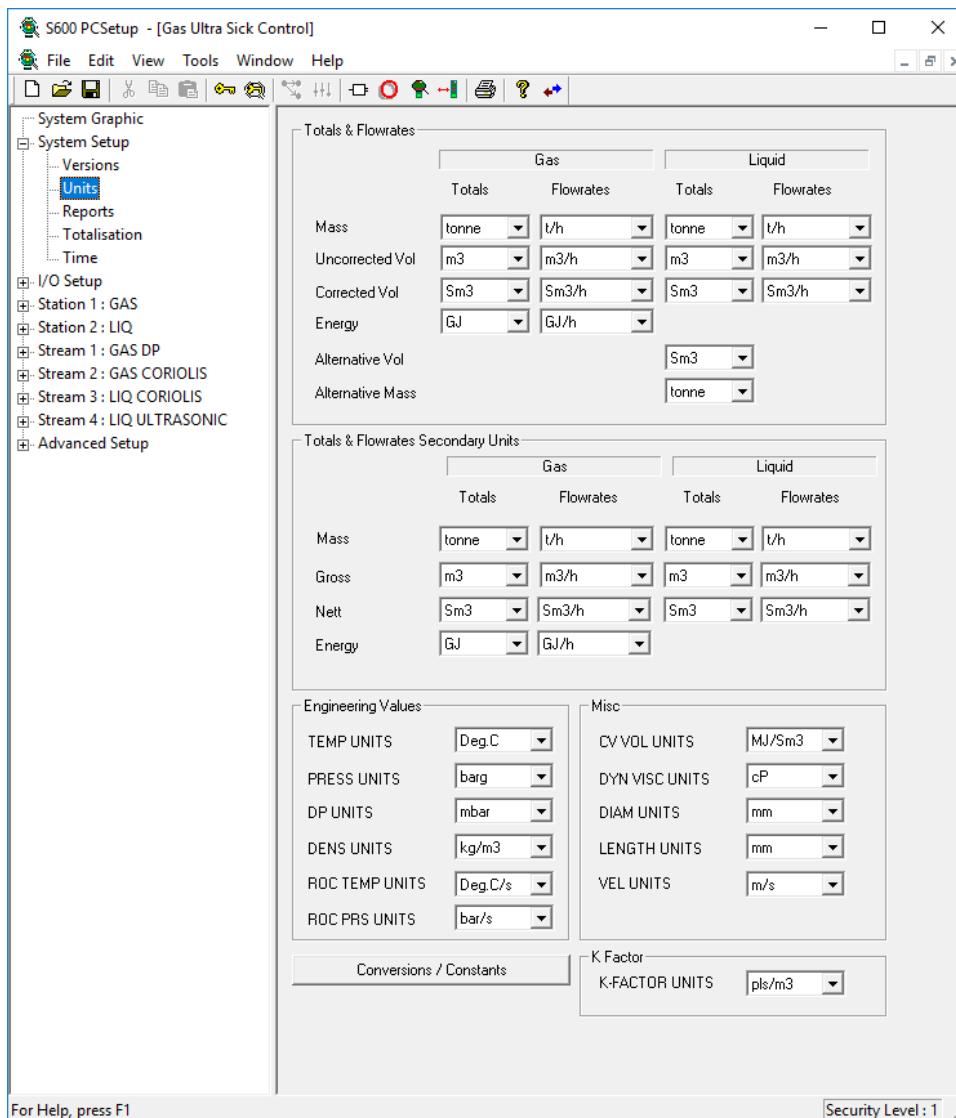 S600 PCSetup - [Gas Ultra Sick Control]
File Edit View Tools Window Help
System Graphic
System Setup
Versions
Units
Reports
Totalisation
Time
I/O Setup
Station 1 : GAS
Station 2 : LIQ
Stream 1 : GAS DP
Stream 2 : GAS CORIOLIS
Stream 3 : LIQ CORIOLIS
Stream 4 : LIQ ULTRASONIC
Advanced Setup
Totals & Flowrates
Gas Liquid
Totals Flowrates Totals Flowrates
Mass tonne t/h tonne t/h
Uncorrected Vol m3 m3/h m3 m3/h
Corrected Vol Sm3 Sm3/h Sm3 Sm3/h
Energy GJ GJ/h
Alternative Vol Sm3
Alternative Mass tonne
Totals & Flowrates Secondary Units
Gas Liquid
Totals Flowrates Totals Flowrates
Mass tonne t/h tonne t/h
Gross m3 m3/h m3 m3/h
Nett Sm3 Sm3/h Sm3 Sm3/h
Energy GJ GJ/h
Engineering Values
TEMP UNITS Deg.C
PRESS UNITS barg
DP UNITS mbar
DENS UNITS kg/m3
ROC TEMP UNITS Deg.C/s
ROC PRS UNITS bar/s
Misc
CV VOL UNITS MJ/Sm3
DYN VISC UNITS cP
DIAM UNITS mm
LENGTH UNITS mm
VEL UNITS m/s
Conversions / Constants
K Factor
K-FACTOR UNITS pls/m3
For Help, press F1
Security Level : 1